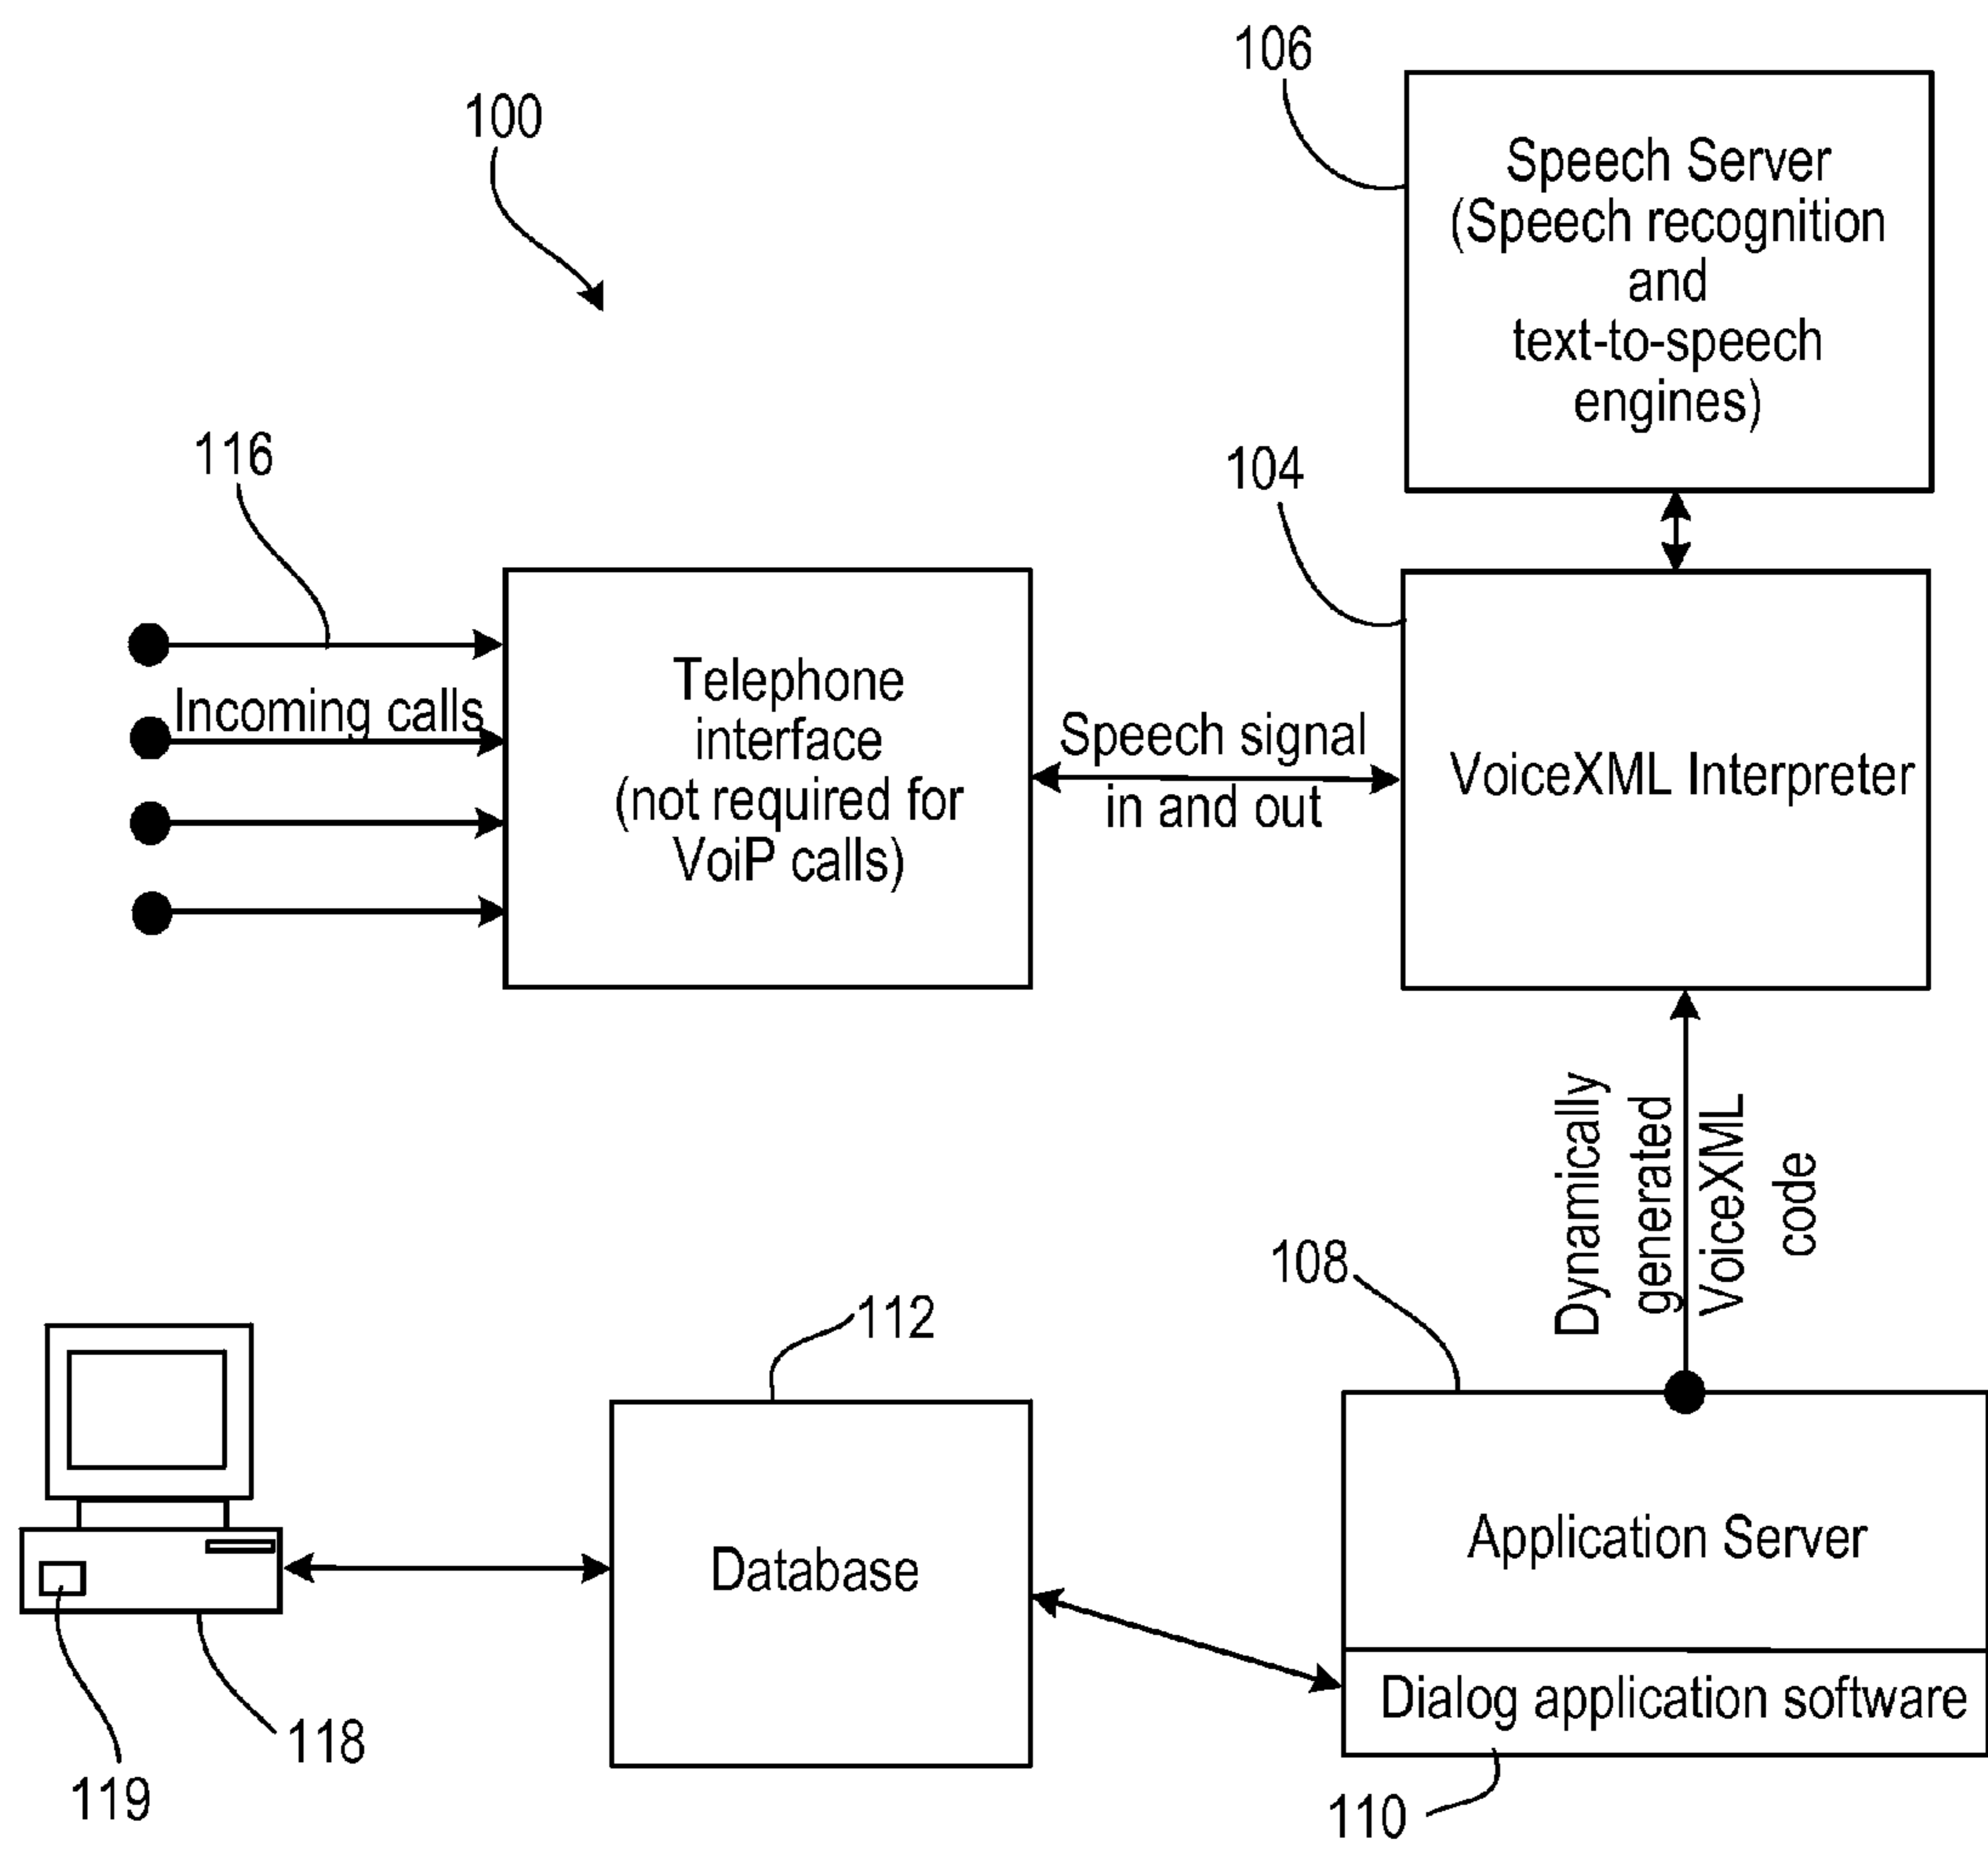 106
100
Speech Server
(Speech recognition
and
text-to-speech
engines)
116
104
Incoming calls
Telephone
interface
(not required for
VoiP calls)
Speech signal
in and out
VoiceXML Interpreter
Dynamically
generated
VoiceXML
code
108
112
Application Server
Database
Dialog application software
118
119
110